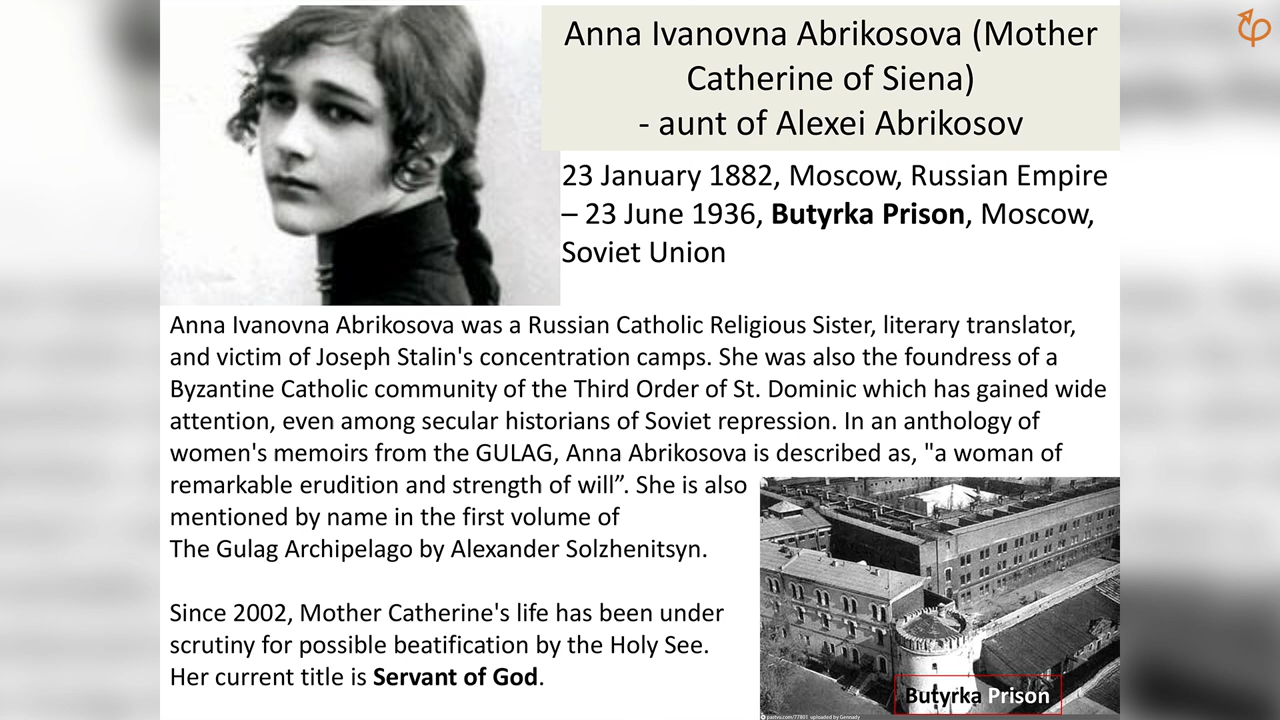 Anna Ivanovna Abrikosova (Mother
Catherine of Siena)
- aunt of Alexei Abrikosov
23 January 1882, Moscow, Russian Empire
– 23 June 1936, Butyrka Prison, Moscow,
Soviet Union
Anna Ivanovna Abrikosova was a Russian Catholic Religious Sister, literary translator,
and victim of Joseph Stalin's concentration camps. She was also the foundress of a
Byzantine Catholic community of the Third Order of St. Dominic which has gained wide
attention, even among secular historians of Soviet repression. In an anthology of
women's memoirs from the GULAG, Anna Abrikosova is described as, "a woman of
remarkable erudition and strength of will”. She is also
mentioned by name in the first volume of
The Gulag Archipelago by Alexander Solzhenitsyn.
Since 2002, Mother Catherine's life has been under
scrutiny for possible beatification by the Holy See.
Her current title is Servant of God.
Butyrka Prison
pastvu.com/77801 uploaded by Gennady